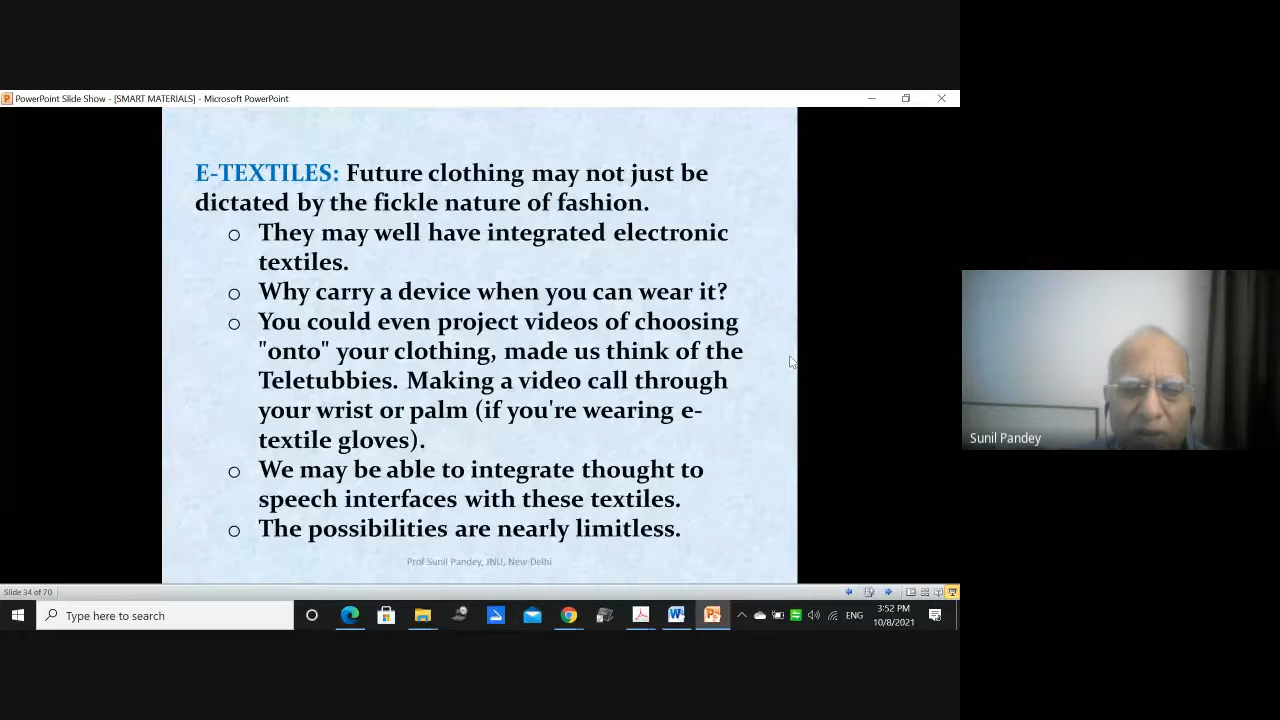 PowerPoint Slide Show - [SMART MATERIALS] - Microsoft PowerPoint
E-TEXTILES: Future clothing may not just be
dictated by the fickle nature of fashion.
o They may well have integrated electronic
textiles.
o Why carry a device when you can wear it?
o You could even project videos of choosing
"onto" your clothing, made us think of the
Teletubbies. Making a video call through
your wrist or palm (if you're wearing e-
textile gloves).
o We may be able to integrate thought to
speech interfaces with these textiles.
o The possibilities are nearly limitless.
Prof Sunil Pandey, JNU, New Delhi
Sunil Pandey
Slide 34 of 70
Type here to search
ENG
3:52 PM
10/8/2021